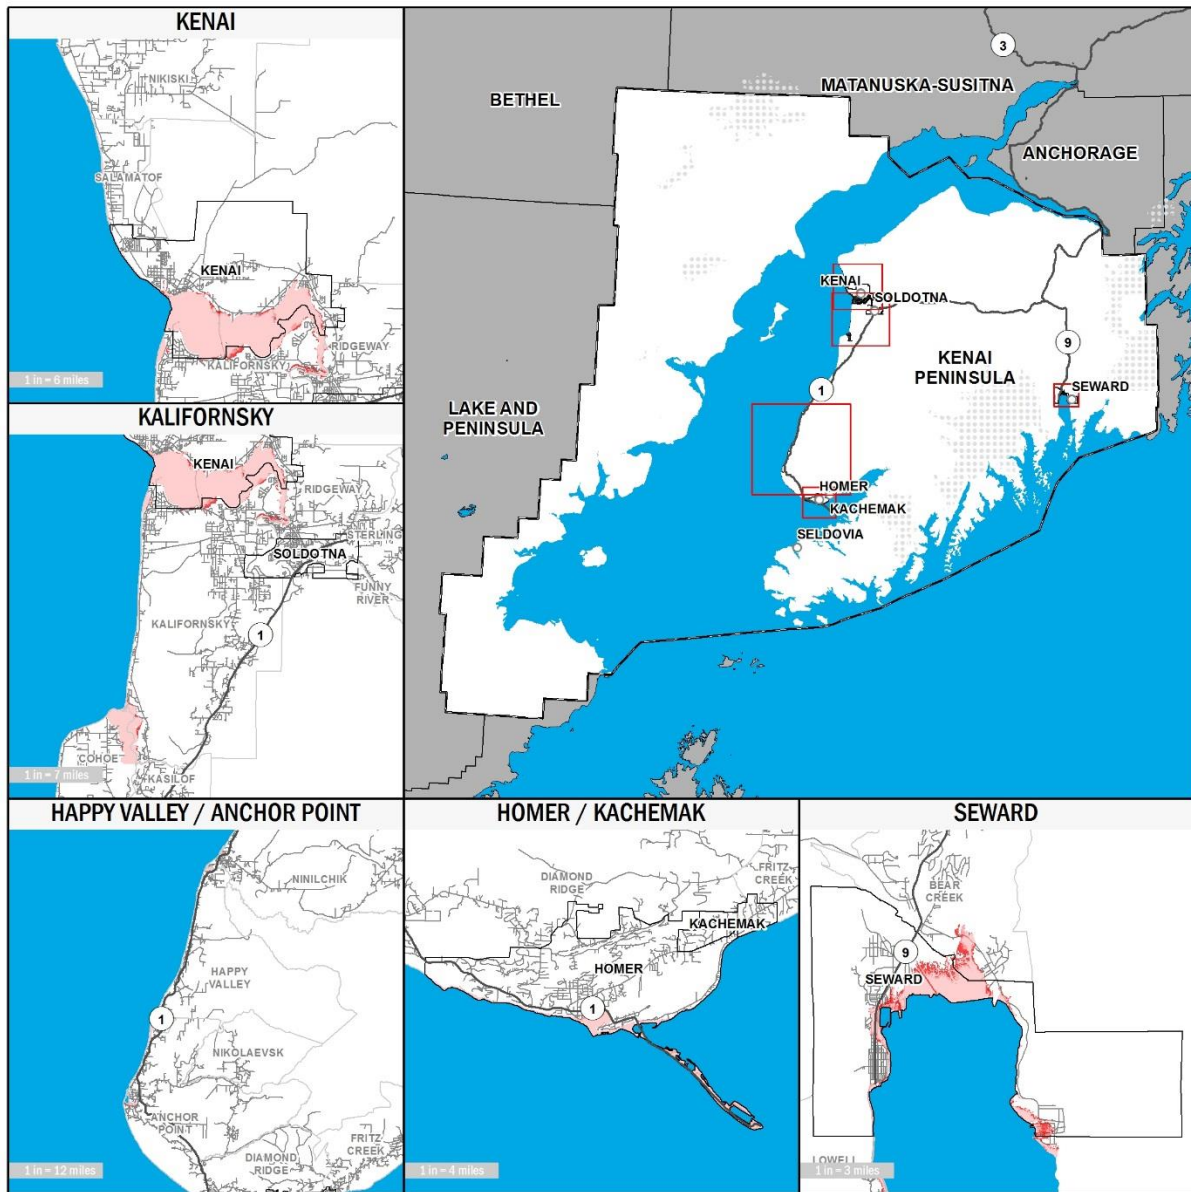 KENAI
NIKISKI
SALAMATOF
KENAI
RIDGEWAY
KALIFORNSKY
1 in = 6 miles
KALIFORNSKY
KENAI
RIDGEWAY
STERLING
SOLDOTNA
FUNNY
RIVER
KALIFORNSKY
1
COHOE
1 in = 7 miles
KASILOF
3
BETHEL
MATANUSKA-SUSITNA
ANCHORAGE
KENAI
SOLDOTNA
9
KENAI
PENINSULA
SEWARD
1
LAKE AND
PENINSULA
HOMER
KACHEMAK
SELDOVIA
HAPPY VALLEY / ANCHOR POINT
NINILCHIK
HAPPY
VALLEY
1
NIKOLAEVSK
ANCHOR
POINT
FRITZ
CREEK
DIAMOND
RIDGE
1 in = 12 miles
HOMER / KACHEMAK
FRITZ
CREEK
DIAMOND
RIDGE
KACHEMAK
HOMER
1
1 in = 4 miles
SEWARD
BEAR
CREEK
9
SEWARD
LOWELL
1 in = 3 miles